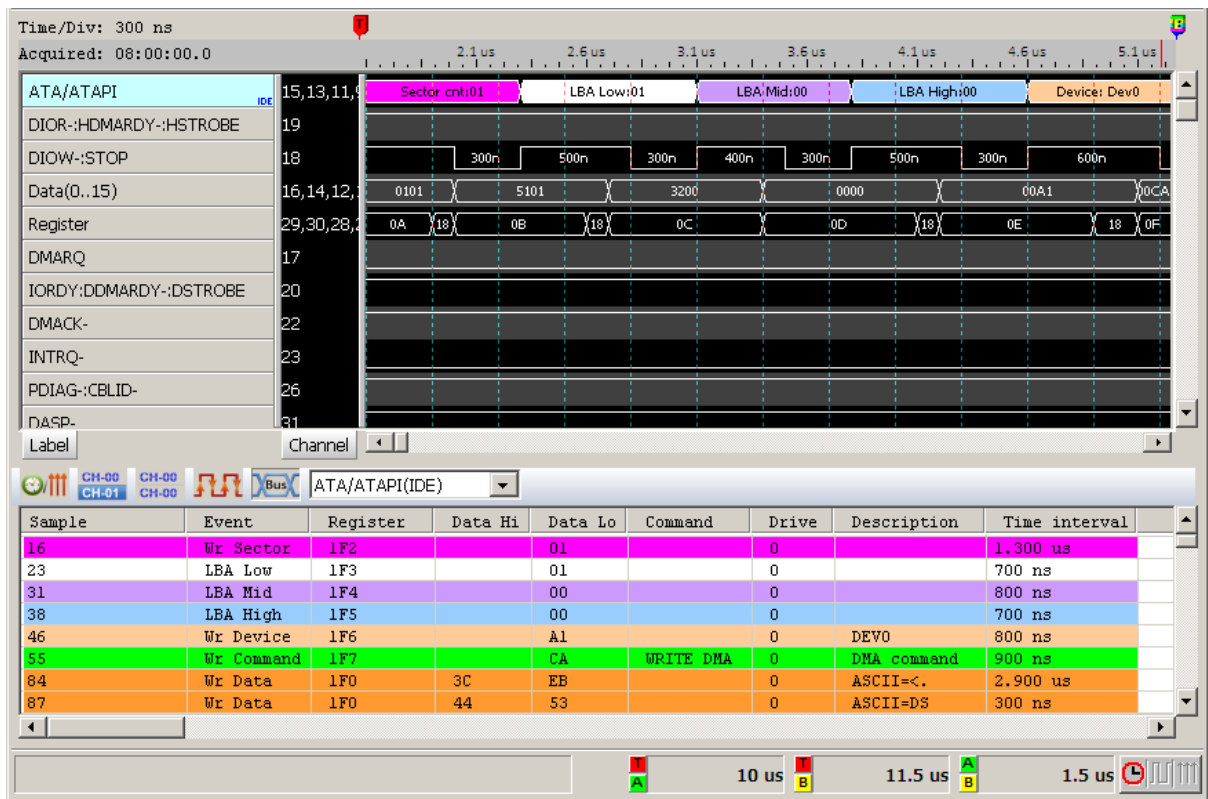 Time/Div: 300 ns
T
B
Acquired: 08:00:00.0
2.1 us 2.6 us 3.1 us 3.6 us 4.1 us 4.6 us 5.1 us
ATA/ATAPI IDE 15,13,11, Sector cnt:01 LBA Low:01 LBA Mid:00 LBA High:00 Device: Dev0
DIOR-:HDMARDY-:HSTROBE 19
DIOW-:STOP 18 300n 500n 300n 400n 300n 500n 300n 600n
Data(0..15) 16,14,12, 0101 5101 3200 0000 00A1 00CA
Register 29,30,28, 0A 18 0B 18 0C 0D 18 0E 18 0F
DMARQ 17
IORDY:DDMARDY-:DSTROBE 20
DMACK- 22
INTRQ- 23
PDIAG-:CBLID- 26
DASP- 31
Label Channel
CH-00 CH-00
CH-01 CH-00
Bus ATA/ATAPI(IDE)
Sample Event Register Data Hi Data Lo Command Drive Description Time interval
16 Wr Sector 1F2 01 0 1.300 us
23 LBA Low 1F3 01 0 700 ns
31 LBA Mid 1F4 00 0 800 ns
38 LBA High 1F5 00 0 700 ns
46 Wr Device 1F6 A1 0 DEV0 800 ns
55 Wr Command 1F7 CA WRITE DMA 0 DMA command 900 ns
84 Wr Data 1F0 3C EB 0 ASCII=<. 2.900 us
87 Wr Data 1F0 44 53 0 ASCII=DS 300 ns
T A 10 us T B 11.5 us A B 1.5 us